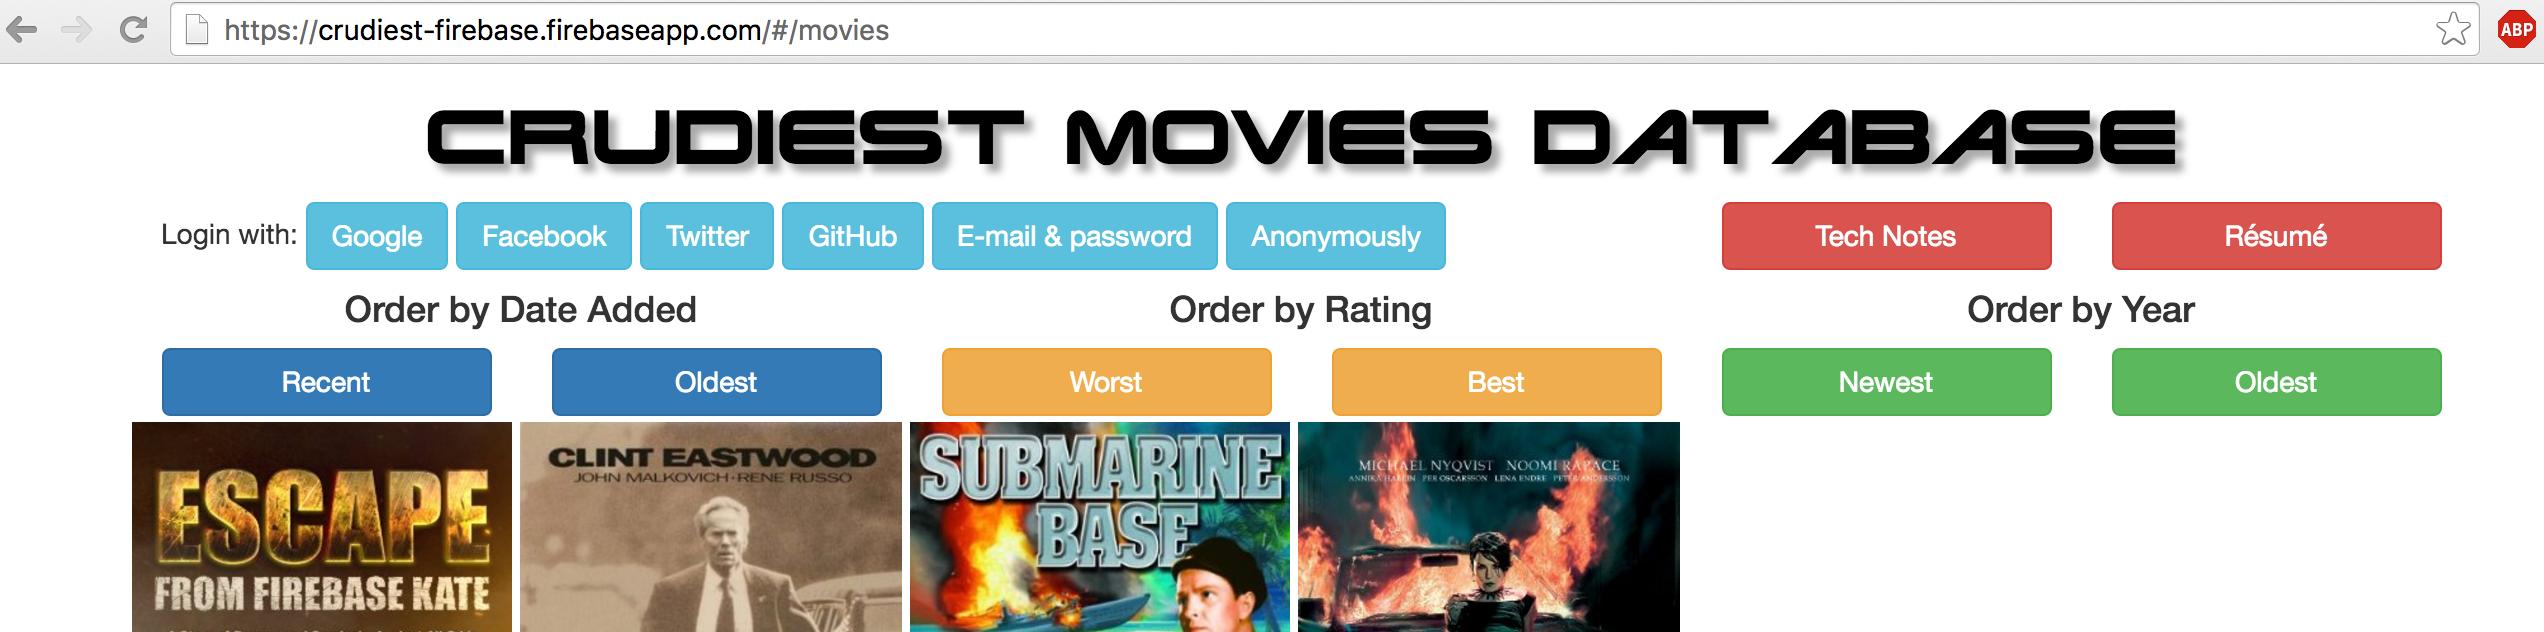 https://crudiest-firebase.firebaseapp.com/#/movies
ABP
CRUDIEST MOVIES DATABASE
Login with: Google Facebook Twitter GitHub E-mail & password Anonymously Tech Notes Résumé
Order by Date Added Order by Rating Order by Year
Recent Oldest Worst Best Newest Oldest
ESCAPE
FROM FIREBASE KATE
CLINT EASTWOOD
JOHN MALKOVICH · RENE RUSSO
SUBMARINE
BASE
MICHAEL NYQVIST NOOMI RAPACE
ANNIKA HALLIN PER OSCARSSON LENA ENDRE PETER ANDERSSON